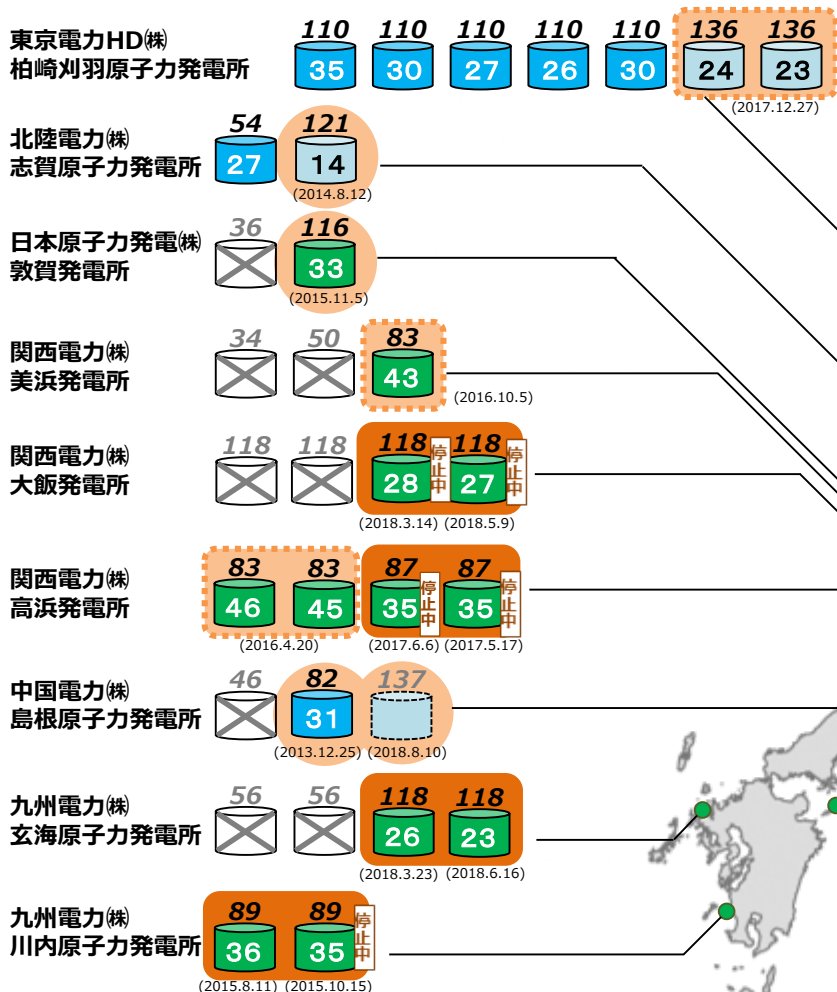 東京電力HD㈱
柏崎刈羽原子力発電所
110 110 110 110 110 136 136
35 30 27 26 30 24 23
(2017.12.27)
北陸電力㈱
志賀原子力発電所
54 121
27 14
(2014.8.12)
日本原子力発電㈱
敦賀発電所
36 116
33
(2015.11.5)
関西電力㈱
美浜発電所
34 50 83
43
(2016.10.5)
関西電力㈱
大飯発電所
118 118 118 118
28 停止中 27 停止中
(2018.3.14) (2018.5.9)
関西電力㈱
高浜発電所
83 83 87 87
46 45 35 停止中 35 停止中
(2016.4.20) (2017.6.6) (2017.5.17)
中国電力㈱
島根原子力発電所
46 82 137
31
(2013.12.25) (2018.8.10)
九州電力㈱
玄海原子力発電所
56 56 118 118
26 23
(2018.3.23) (2018.6.16)
九州電力㈱
川内原子力発電所
89 89
36 35 停止中
(2015.8.11) (2015.10.15)